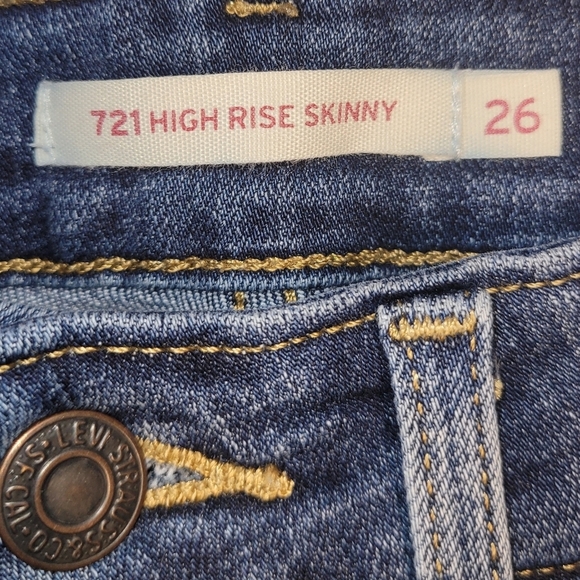 721 HIGH RISE SKINNY
26
LEVI STRAUSS & CO · S.F. CAL ·